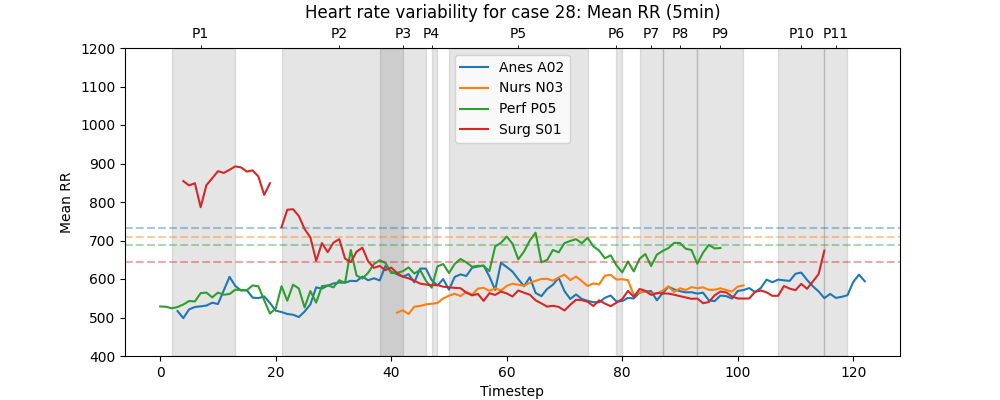 Heart rate variability for case 28: Mean RR (5min)
P1 P2 P3 P4 P5 P6 P7 P8 P9 P10 P11
1200
1100
1000
900
800
700
600
500
400
Mean RR
Anes A02
Nurs N03
Perf P05
Surg S01
0 20 40 60 80 100 120
Timestep